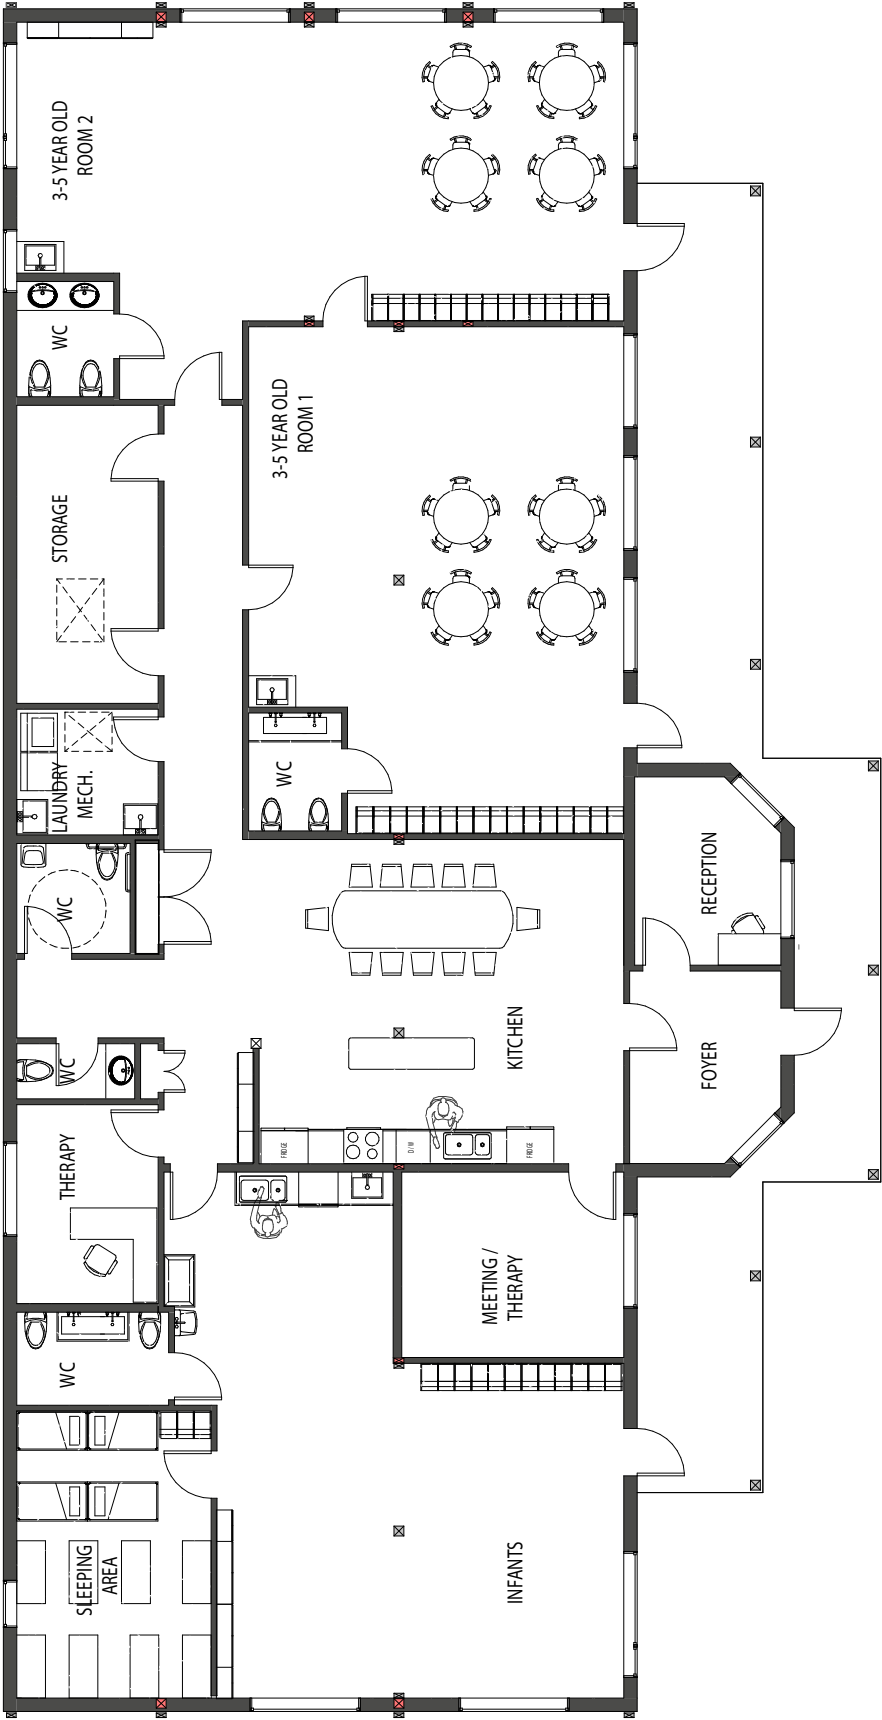 3-5 YEAR OLD
ROOM 2
WC
3-5 YEAR OLD
ROOM 1
STORAGE
LAUNDRY
MECH.
WC
WC
RECEPTION
KITCHEN
FOYER
WC
FRIDGE
D/W
FRIDGE
THERAPY
MEETING /
THERAPY
WC
SLEEPING
AREA
INFANTS